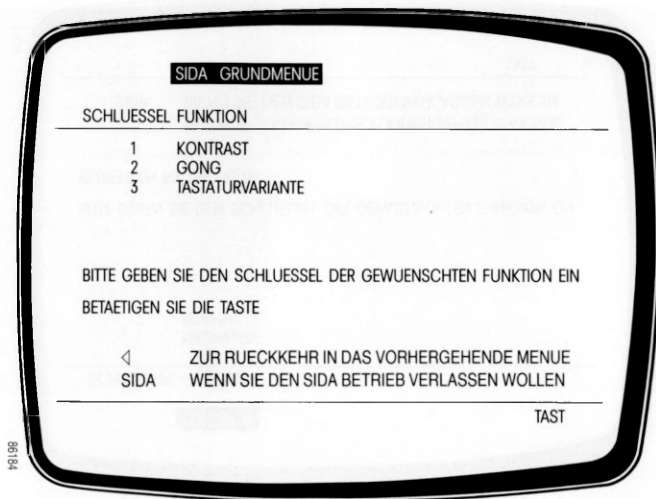 SIDA GRUNDMENUE
SCHLUESSEL FUNKTION
1 KONTRAST
2 GONG
3 TASTATURVARIANTE
BITTE GEBEN SIE DEN SCHLUESSEL DER GEWUENSCHTEN FUNKTION EIN
BETAETIGEN SIE DIE TASTE
◁ ZUR RUECKKEHR IN DAS VORHERGEHENDE MENUE
SIDA WENN SIE DEN SIDA BETRIEB VERLASSEN WOLLEN
TAST
86184